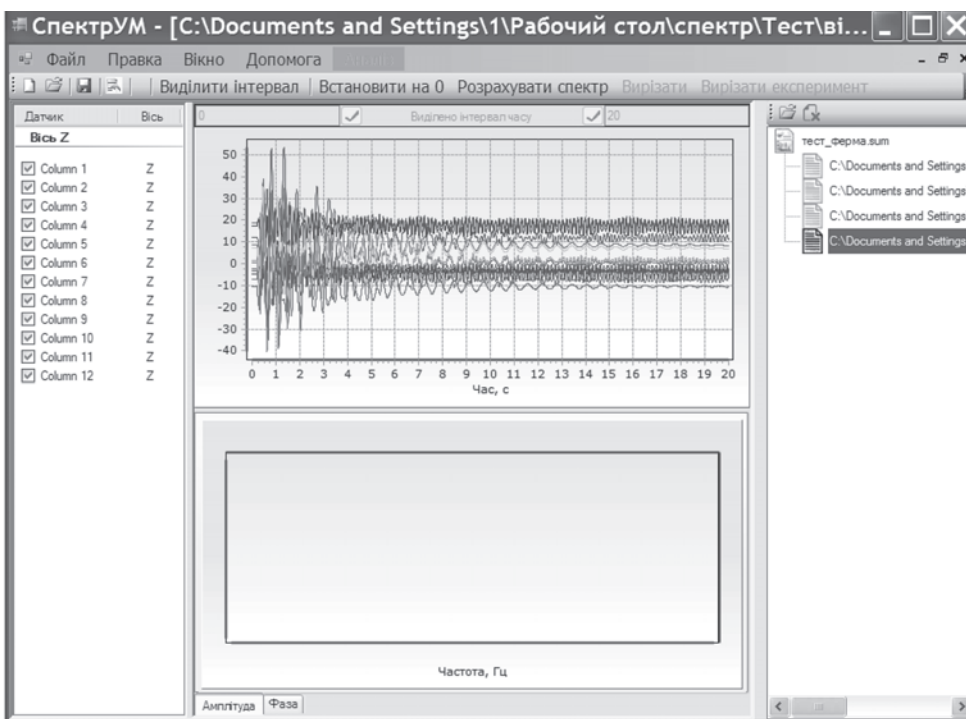 СпектрУМ - [C:\Documents and Settings\1\Рабочий стол\спектр\Тест\ві...
Файл Правка Вікно Допомога
Виділити інтервал Встановити на 0 Розрахувати спектр Вирізати Вирізати експеримент
Датчик Вісь
Вісь Z
Column 1 Z
Column 2 Z
Column 3 Z
Column 4 Z
Column 5 Z
Column 6 Z
Column 7 Z
Column 8 Z
Column 9 Z
Column 10 Z
Column 11 Z
Column 12 Z
0 Виділено інтервал часу 20
50
40
30
20
10
0
-10
-20
-30
-40
0 1 2 3 4 5 6 7 8 9 10 11 12 13 14 15 16 17 18 19 20
Час, с
Частота, Гц
Амплітуда Фаза
тест_ферма.sum
C:\Documents and Settings
C:\Documents and Settings
C:\Documents and Settings
C:\Documents and Settings